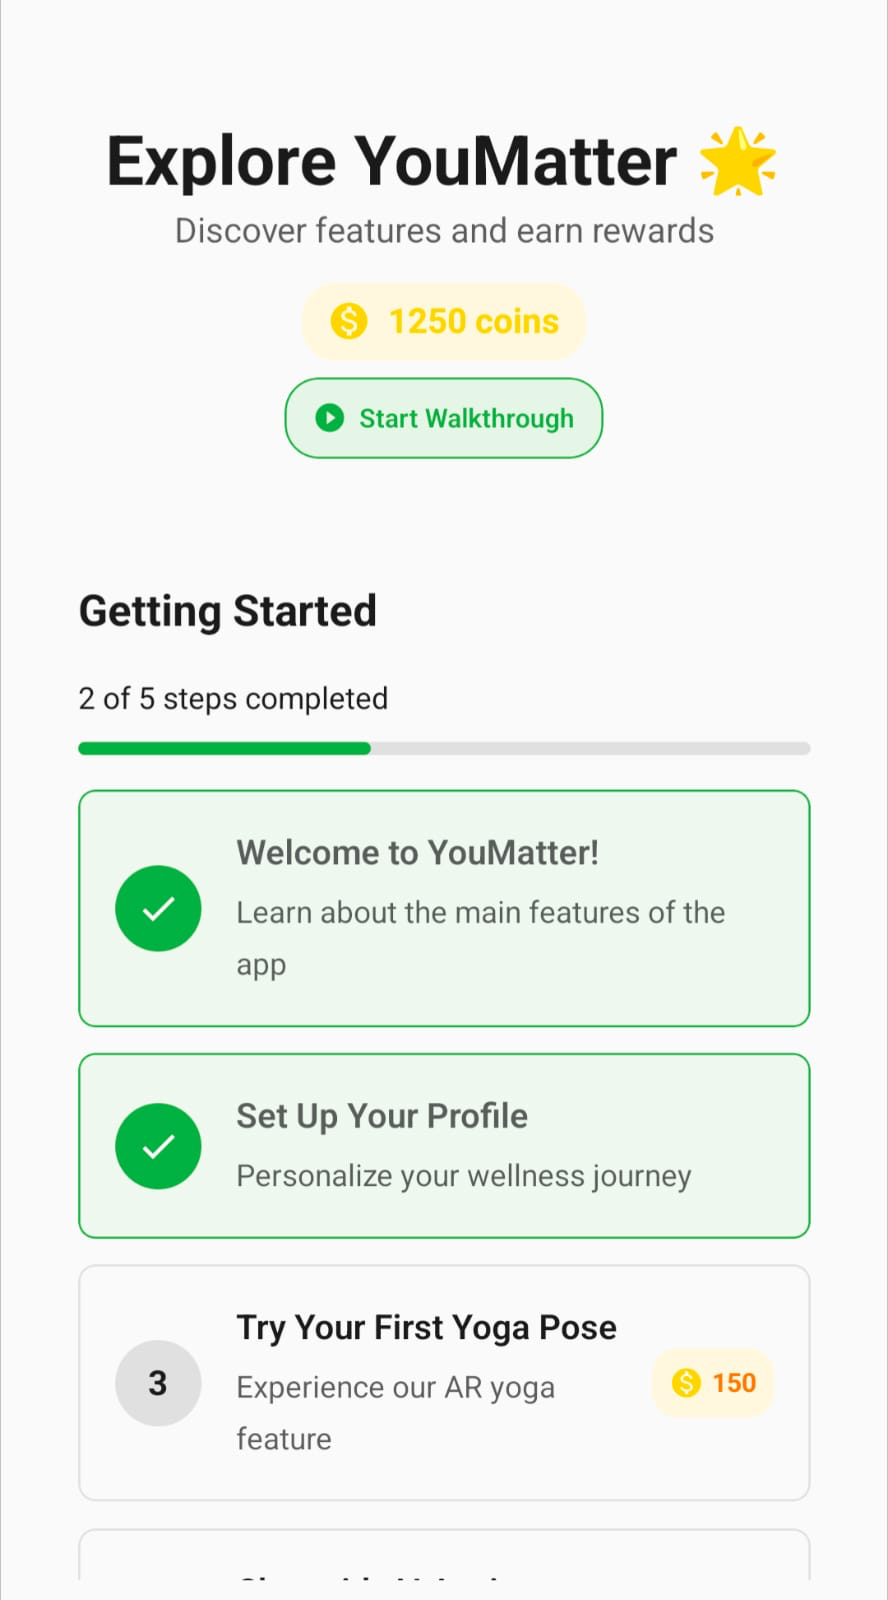 Explore YouMatter 🌟
Discover features and earn rewards
$ 1250 coins
Start Walkthrough
Getting Started
2 of 5 steps completed
Welcome to YouMatter!
Learn about the main features of the
app
Set Up Your Profile
Personalize your wellness journey
3
Try Your First Yoga Pose
Experience our AR yoga
feature
$ 150